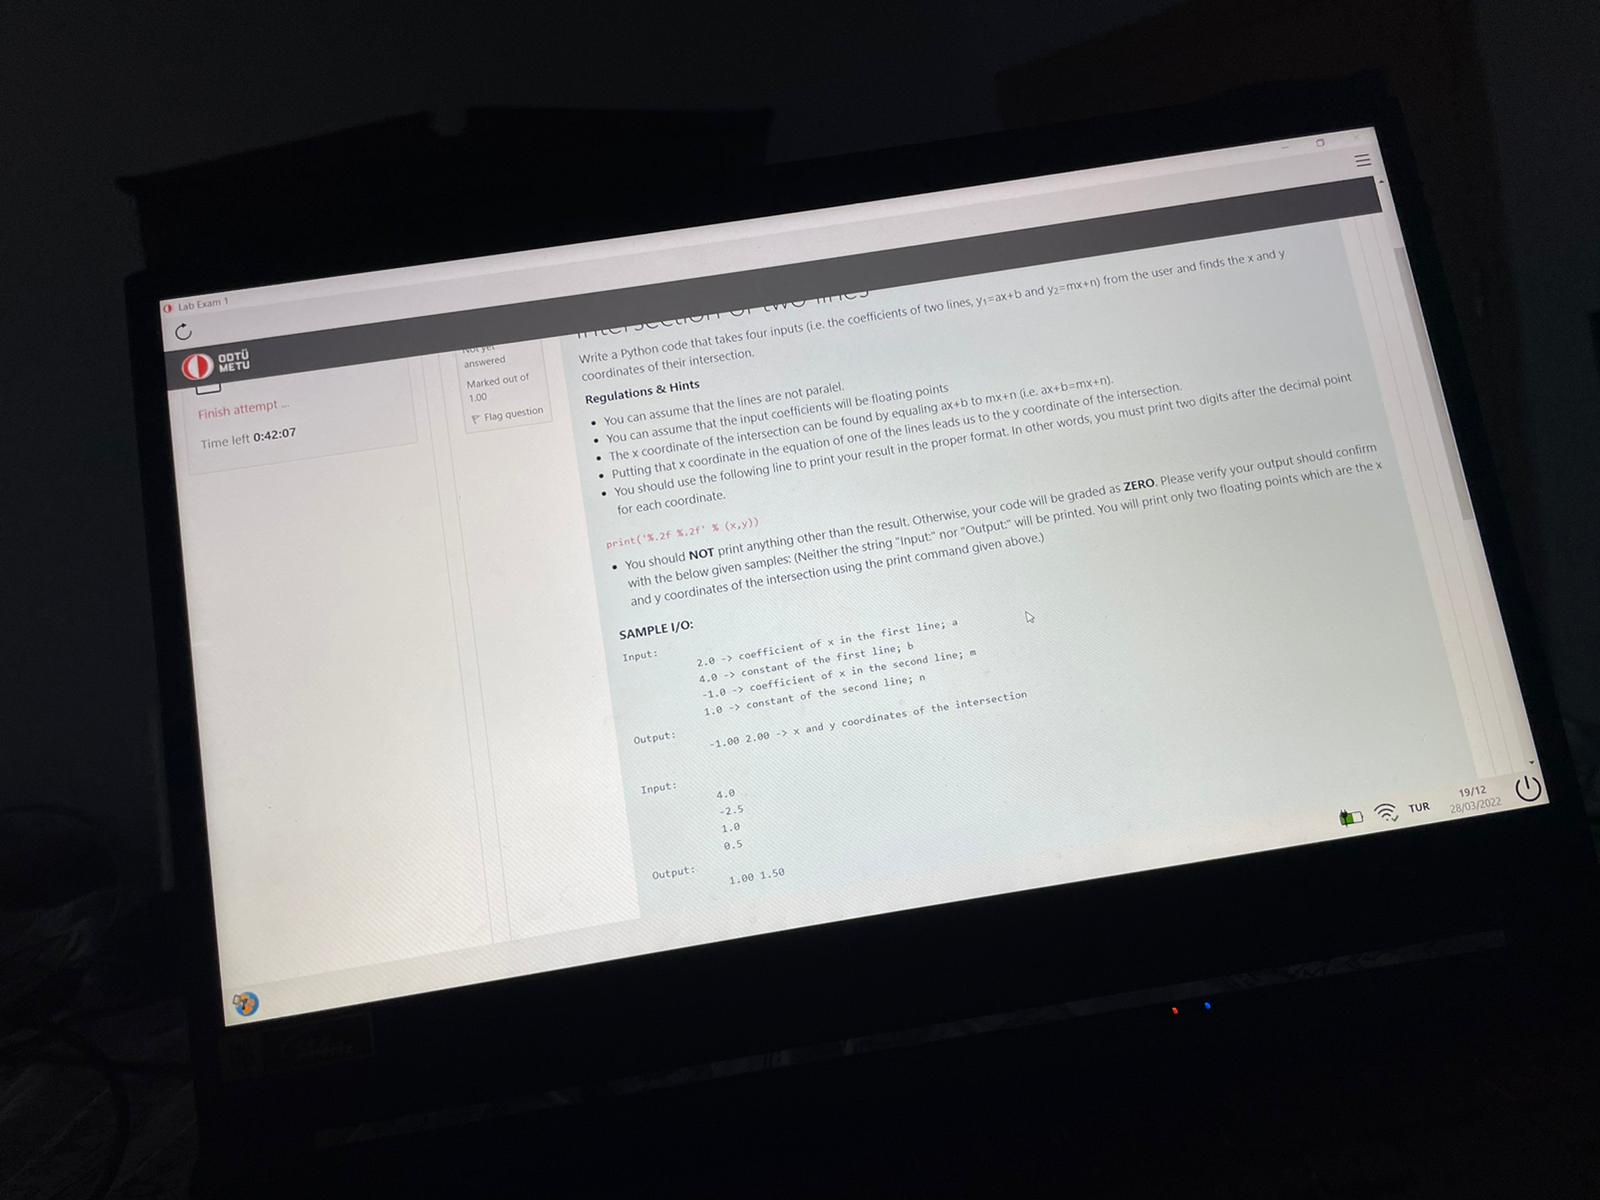 Lab Exam 1
ODTÜ
METU
Finish attempt ...
Time left 0:42:07
Not yet
answered
Marked out of
1.00
Flag question
Intersection of two lines
Write a Python code that takes four inputs (i.e. the coefficients of two lines, y₁=ax+b and y₂=mx+n) from the user and finds the x and y
coordinates of their intersection.
Regulations & Hints
• You can assume that the lines are not paralel.
• You can assume that the input coefficients will be floating points
• The x coordinate of the intersection can be found by equaling ax+b to mx+n (i.e. ax+b=mx+n).
• Putting that x coordinate in the equation of one of the lines leads us to the y coordinate of the intersection.
• You should use the following line to print your result in the proper format. In other words, you must print two digits after the decimal point
for each coordinate.
print('%.2f %.2f' % (x,y))
• You should NOT print anything other than the result. Otherwise, your code will be graded as ZERO. Please verify your output should confirm
with the below given samples: (Neither the string "Input:" nor "Output:" will be printed. You will print only two floating points which are the x
and y coordinates of the intersection using the print command given above.)
SAMPLE I/O:
Input:
2.0 -> coefficient of x in the first line; a
4.0 -> constant of the first line; b
-1.0 -> coefficient of x in the second line; m
1.0 -> constant of the second line; n
Output:
-1.00 2.00 -> x and y coordinates of the intersection
Input:
4.0
-2.5
1.0
0.5
Output:
1.00 1.50
TUR
19/12
28/03/2022